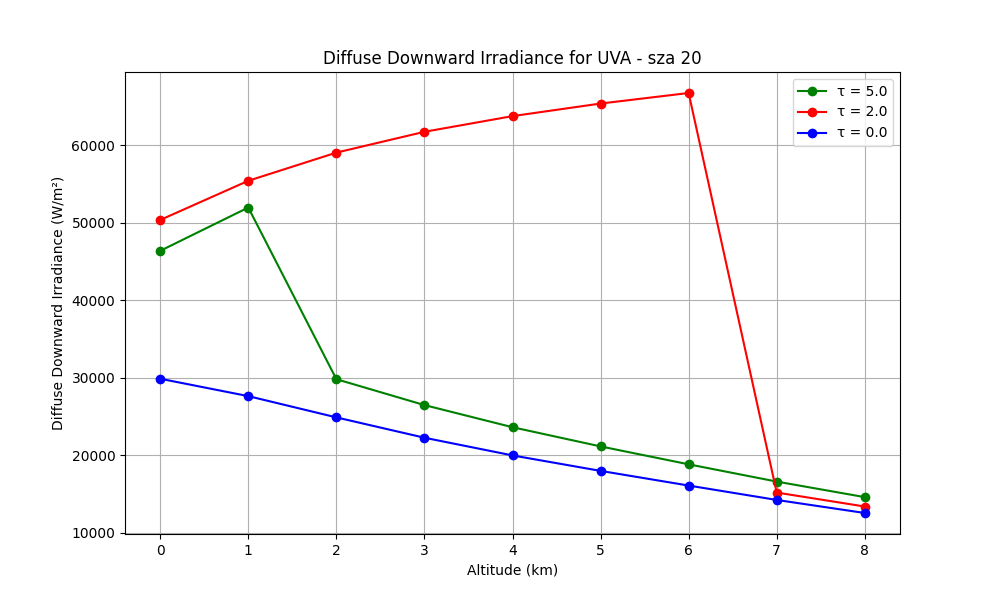 Diffuse Downward Irradiance for UVA - sza 20
τ = 5.0
τ = 2.0
τ = 0.0
Diffuse Downward Irradiance (W/m²)
60000
50000
40000
30000
20000
10000
0 1 2 3 4 5 6 7 8
Altitude (km)